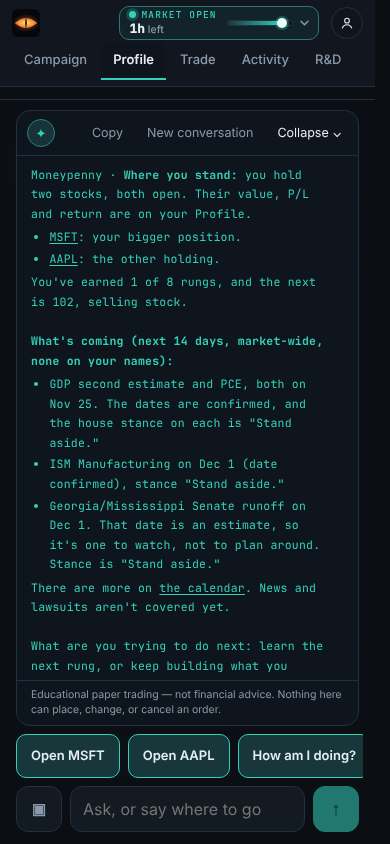 MARKET OPEN
1h left
Campaign Profile Trade Activity R&D
Copy New conversation Collapse
Moneypenny · Where you stand: you hold
two stocks, both open. Their value, P/L
and return are on your Profile.
• MSFT: your bigger position.
• AAPL: the other holding.
You've earned 1 of 8 rungs, and the next
is 102, selling stock.
What's coming (next 14 days, market-wide,
none on your names):
• GDP second estimate and PCE, both on
Nov 25. The dates are confirmed, and
the house stance on each is "Stand
aside."
• ISM Manufacturing on Dec 1 (date
confirmed), stance "Stand aside."
• Georgia/Mississippi Senate runoff on
Dec 1. That date is an estimate, so
it's one to watch, not to plan around.
Stance is "Stand aside."
There are more on the calendar. News and
lawsuits aren't covered yet.
What are you trying to do next: learn the
next rung, or keep building what you
Educational paper trading — not financial advice. Nothing here
can place, change, or cancel an order.
Open MSFT Open AAPL How am I doing?
Ask, or say where to go